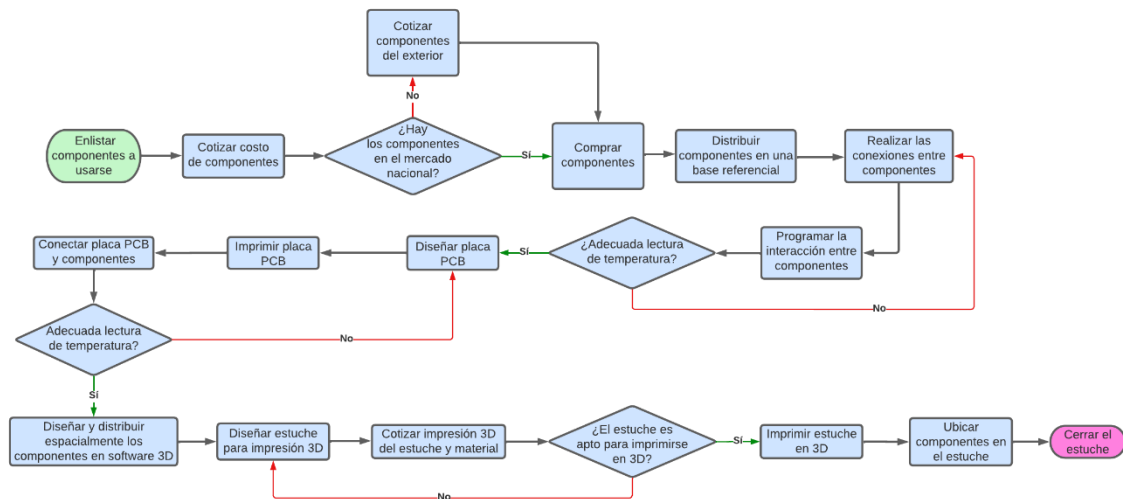 Cotizar
componentes
del exterior
No
Enlistar
componentes a
usarse
Cotizar costo
de componentes
¿Hay
los componentes
en el mercado
nacional?
Sí
Comprar
componentes
Distribuir
componentes en una
base referencial
Realizar las
conexiones entre
componentes
Programar la
interacción entre
componentes
¿Adecuada lectura
de temperatura?
No
Sí
Diseñar placa
PCB
Imprimir placa
PCB
Conectar placa PCB
y componentes
Adecuada lectura
de temperatura?
No
Sí
Diseñar y distribuir
espacialmente los
componentes en software 3D
Diseñar estuche
para impresión 3D
Cotizar impresión 3D
del estuche y material
¿El estuche es
apto para imprimirse
en 3D?
No
Sí
Imprimir estuche
en 3D
Ubicar
componentes en
el estuche
Cerrar el
estuche